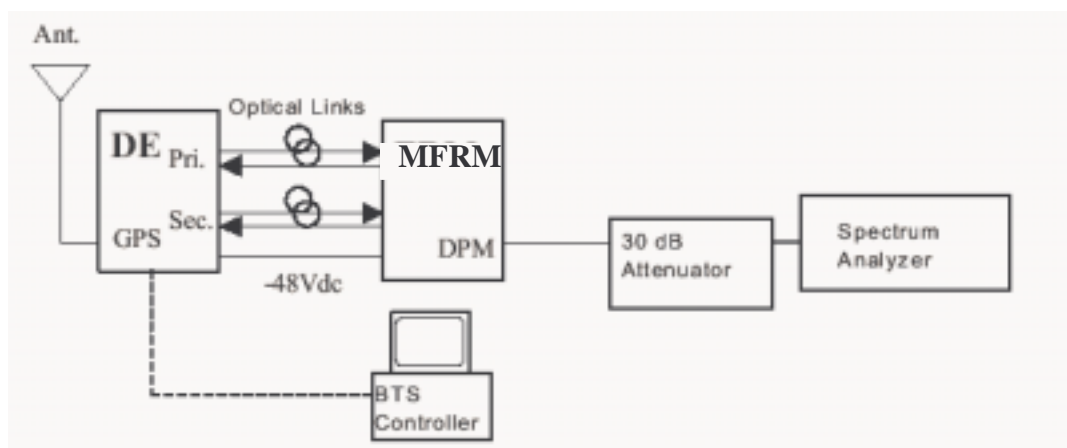 Ant.
Optical Links
DE
Pri.
MFRM
Sec.
GPS
DPM
-48Vdc
30 dB
Attenuator
Spectrum
Analyzer
BTS
Controller